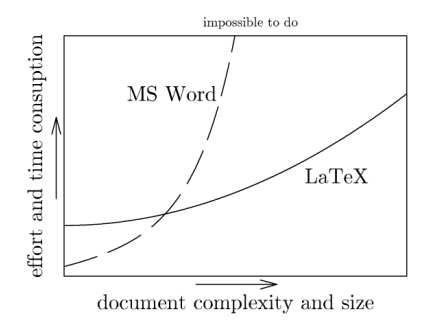 impossible to do
MS Word
LaTeX
effort and time consuption
document complexity and size